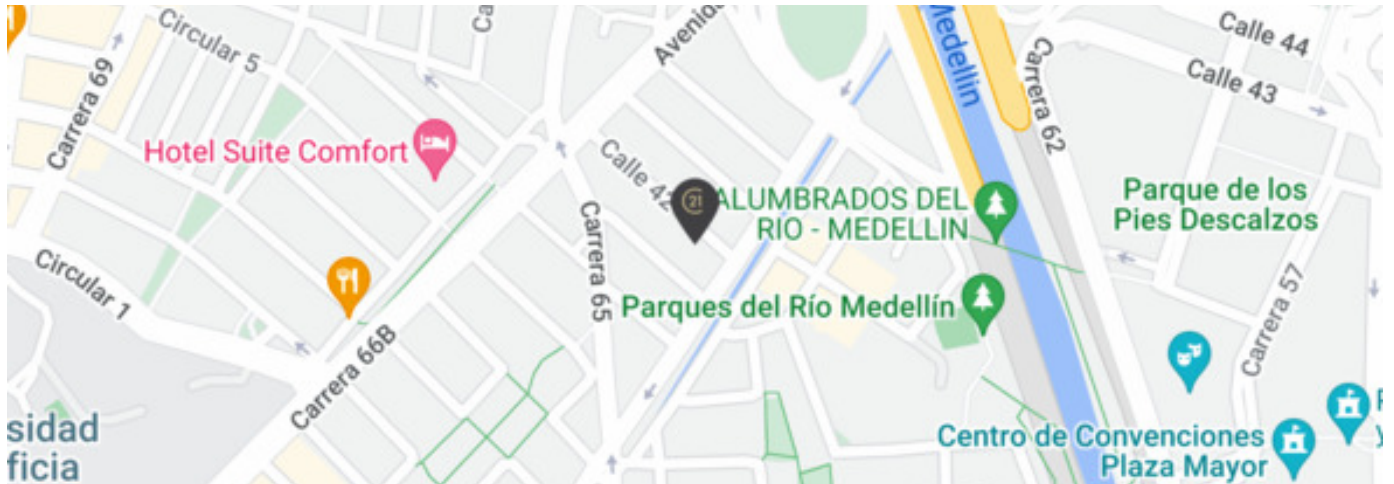 Circular 5
Ca
Avenida
Medellin
Carrera 62
Calle 44
Calle 43
Carrera 69
Hotel Suite Comfort
Calle 42
21
ALUMBRADOS DEL
RIO - MEDELLIN
Parque de los
Pies Descalzos
Circular 1
Carrera 65
Parques del Río Medellín
Carrera 57
Carrera 66B
sidad
ficia
Centro de Convenciones
Plaza Mayor
P
y